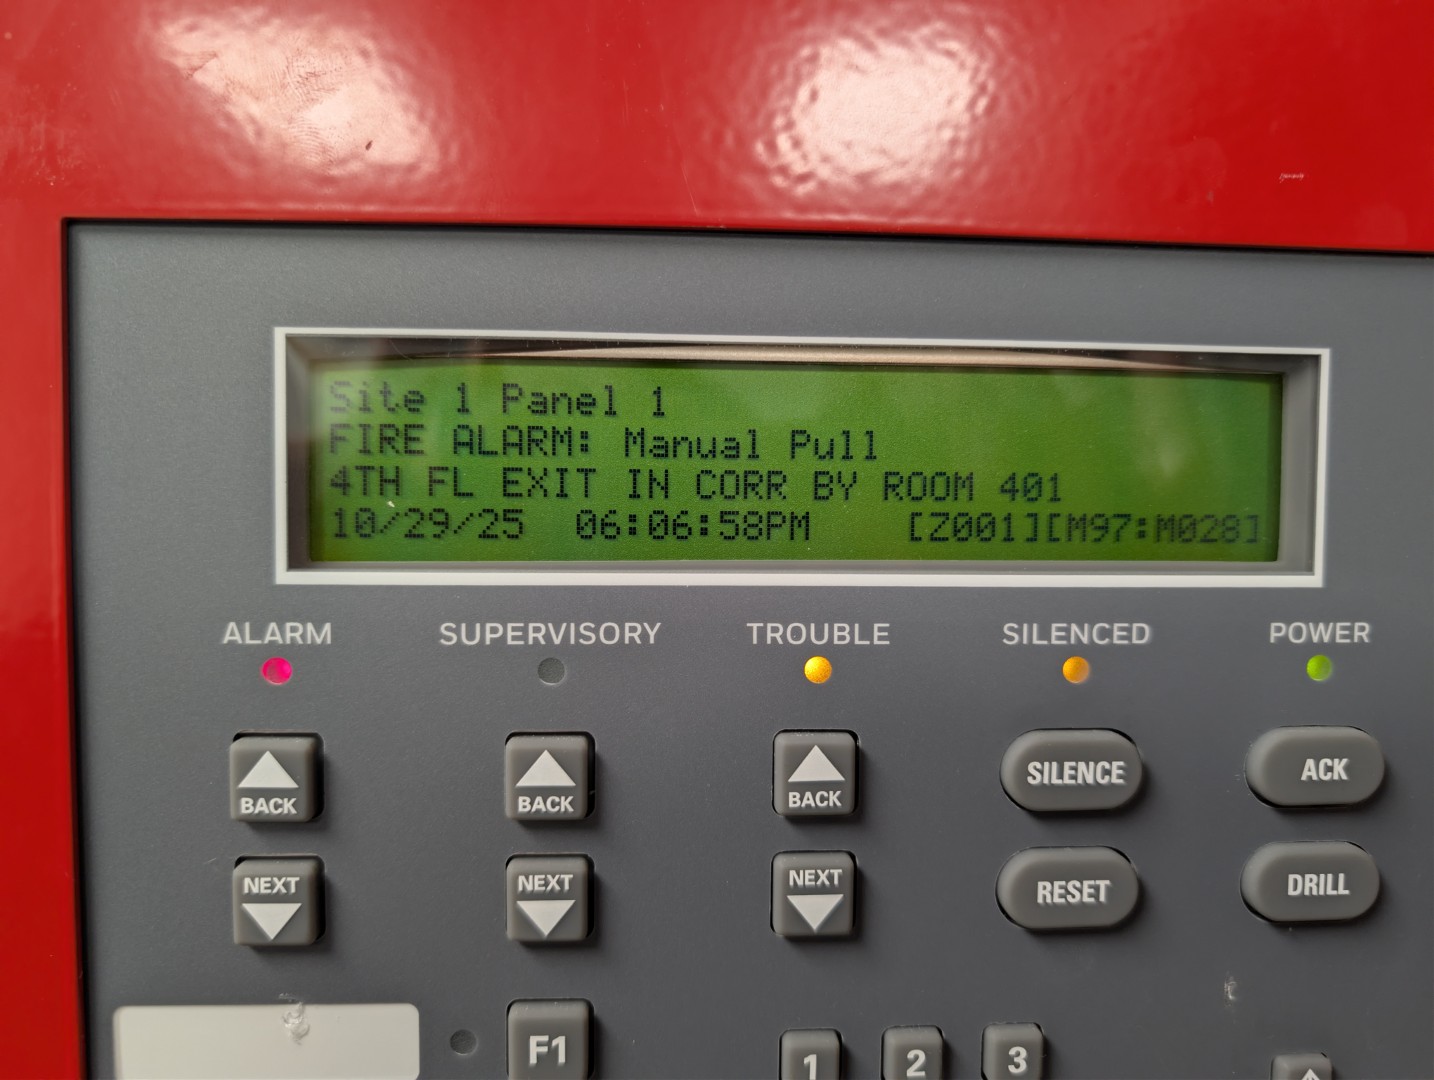 Site 1 Panel 1
FIRE ALARM: Manual Pull
4TH FL EXIT IN CORR BY ROOM 401
10/29/25 06:06:58PM [Z001][M97:M028]
ALARM SUPERVISORY TROUBLE SILENCED POWER
BACK BACK BACK SILENCE ACK
NEXT NEXT NEXT RESET DRILL
F1 1 2 3